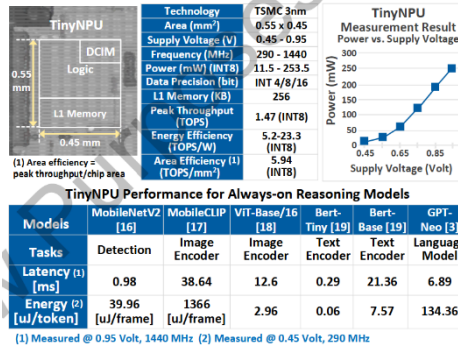 TinyNPU
DCIM
Logic
L1 Memory
0.55
mm
0.45 mm
(1) Area efficiency =
peak throughput/chip area
Technology TSMC 3nm
Area (mm²) 0.55 x 0.45
Supply Voltage (V) 0.45 - 0.95
Frequency (MHz) 290 - 1440
Power (mW) (INT8) 11.5 - 253.5
Data Precision (bit) INT 4/8/16
L1 Memory (KB) 256
Peak Throughput
(TOPS) 1.47 (INT8)
Energy Efficiency
(TOPS/W) 5.2-23.3
(INT8)
Area Efficiency (1)
(TOPS/mm²) 5.94
(INT8)
TinyNPU
Measurement Result
Power vs. Supply Voltage
Power (mW)
300
250
200
150
100
50
0
0.45 0.65 0.85
Supply Voltage (Volt)
TinyNPU Performance for Always-on Reasoning Models
Models MobileNetV2 [16] MobileCLIP [17] ViT-Base/16 [18] Bert-Tiny [19] Bert-Base [19] GPT-Neo [3]
Tasks Detection Image Encoder Image Encoder Text Encoder Text Encoder Language Model
Latency (1) [ms] 0.98 38.64 12.6 0.29 21.36 6.89
Energy (2) [uJ/token] 39.96 [uJ/frame] 1366 [uJ/frame] 2.96 0.06 7.57 134.36
(1) Measured @ 0.95 Volt, 1440 MHz (2) Measured @ 0.45 Volt, 290 MHz